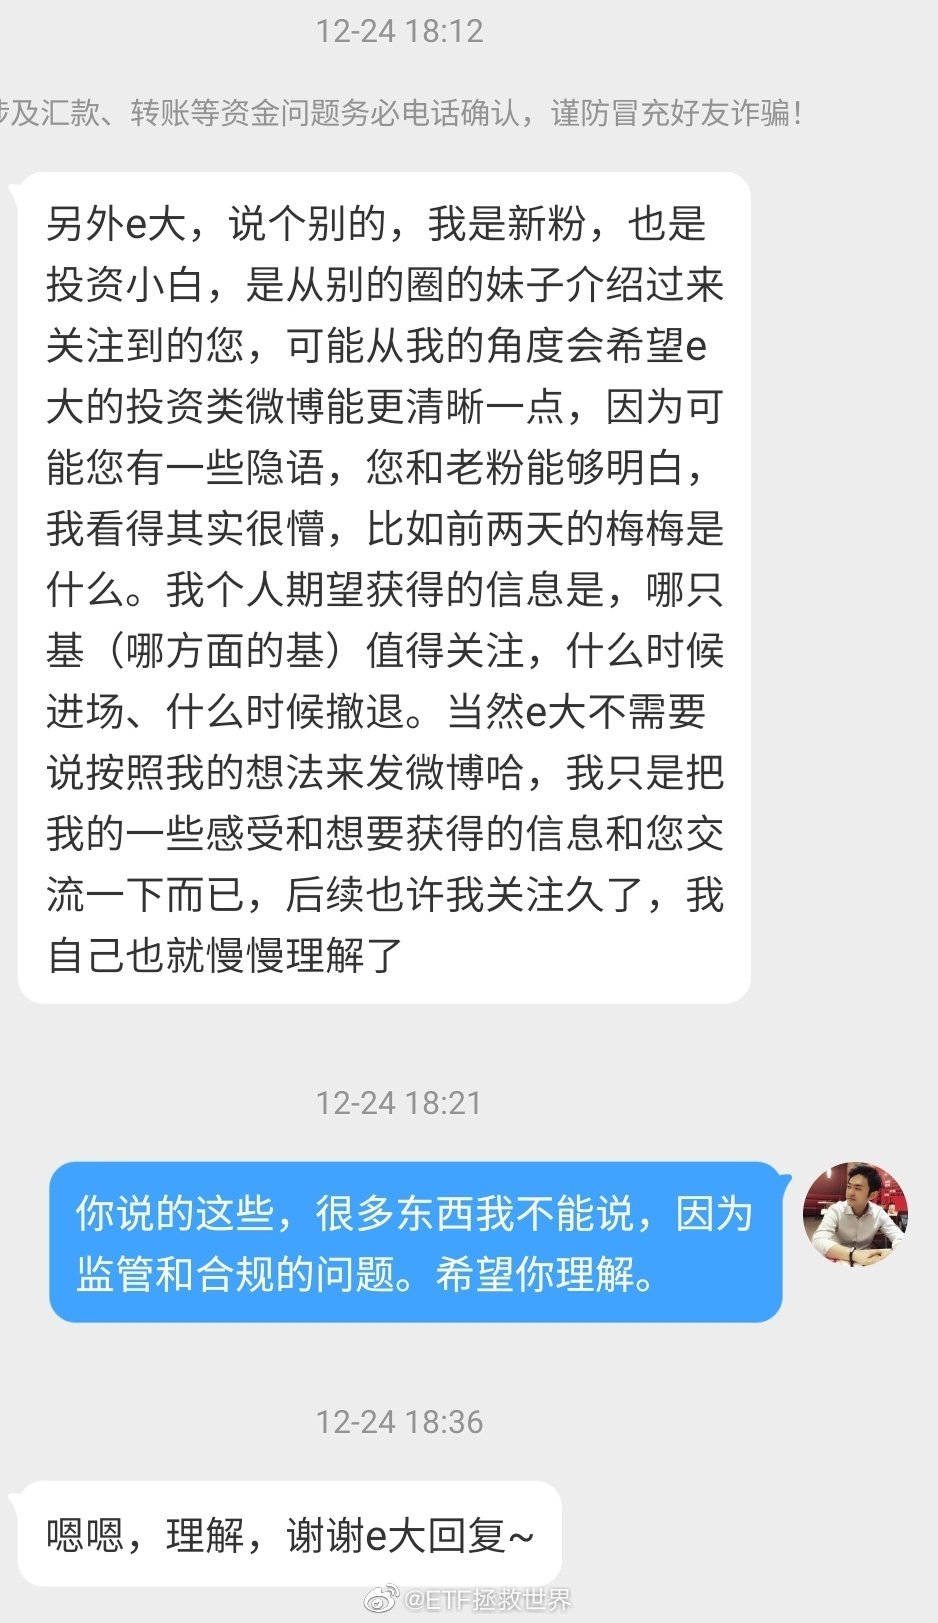 12-24 18:12
涉及汇款、转账等资金问题务必电话确认，谨防冒充好友诈骗！
另外e大，说个别的，我是新粉，也是
投资小白，是从别的圈的妹子介绍过来
关注到的您，可能从我的角度会希望e
大的投资类微博能更清晰一点，因为可
能您有一些隐语，您和老粉能够明白，
我看得其实很懵，比如前两天的梅梅是
什么。我个人期望获得的信息是，哪只
基（哪方面的基）值得关注，什么时候
进场、什么时候撤退。当然e大不需要
说按照我的想法来发微博哈，我只是把
我的一些感受和想要获得的信息和您交
流一下而已，后续也许我关注久了，我
自己也就慢慢理解了
12-24 18:21
你说的这些，很多东西我不能说，因为
监管和合规的问题。希望你理解。
12-24 18:36
嗯嗯，理解，谢谢e大回复~
@ETF拯救世界